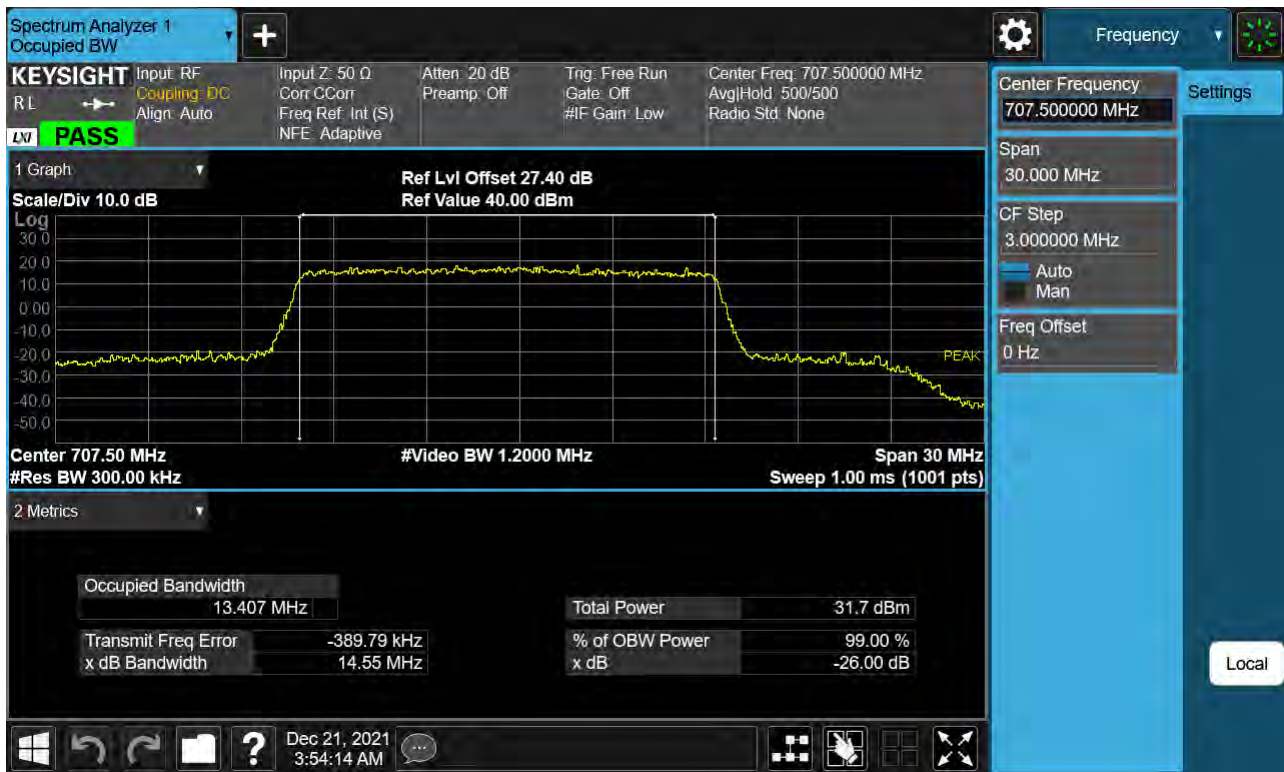 Spectrum Analyzer 1
Occupied BW
Frequency
KEYSIGHT
R L
LXI
PASS
Input: RF
Coupling: DC
Align: Auto
Input Z: 50 Ω
Corr CCorr
Freq Ref: Int (S)
NFE: Adaptive
Atten: 20 dB
Preamp: Off
Trig: Free Run
Gate: Off
#IF Gain: Low
Center Freq: 707.500000 MHz
Avg|Hold: 500/500
Radio Std: None
Center Frequency
707.500000 MHz
Settings
Span
30.000 MHz
CF Step
3.000000 MHz
Auto
Man
Freq Offset
0 Hz
1 Graph
Ref Lvl Offset 27.40 dB
Scale/Div 10.0 dB
Ref Value 40.00 dBm
Log
30.0
20.0
10.0
0.00
-10.0
-20.0
-30.0
-40.0
-50.0
PEAK
Center 707.50 MHz
#Video BW 1.2000 MHz
Span 30 MHz
#Res BW 300.00 kHz
Sweep 1.00 ms (1001 pts)
2 Metrics
Occupied Bandwidth
13.407 MHz
Total Power 31.7 dBm
Transmit Freq Error -389.79 kHz
% of OBW Power 99.00 %
x dB Bandwidth 14.55 MHz
x dB -26.00 dB
Local
Dec 21, 2021
3:54:14 AM